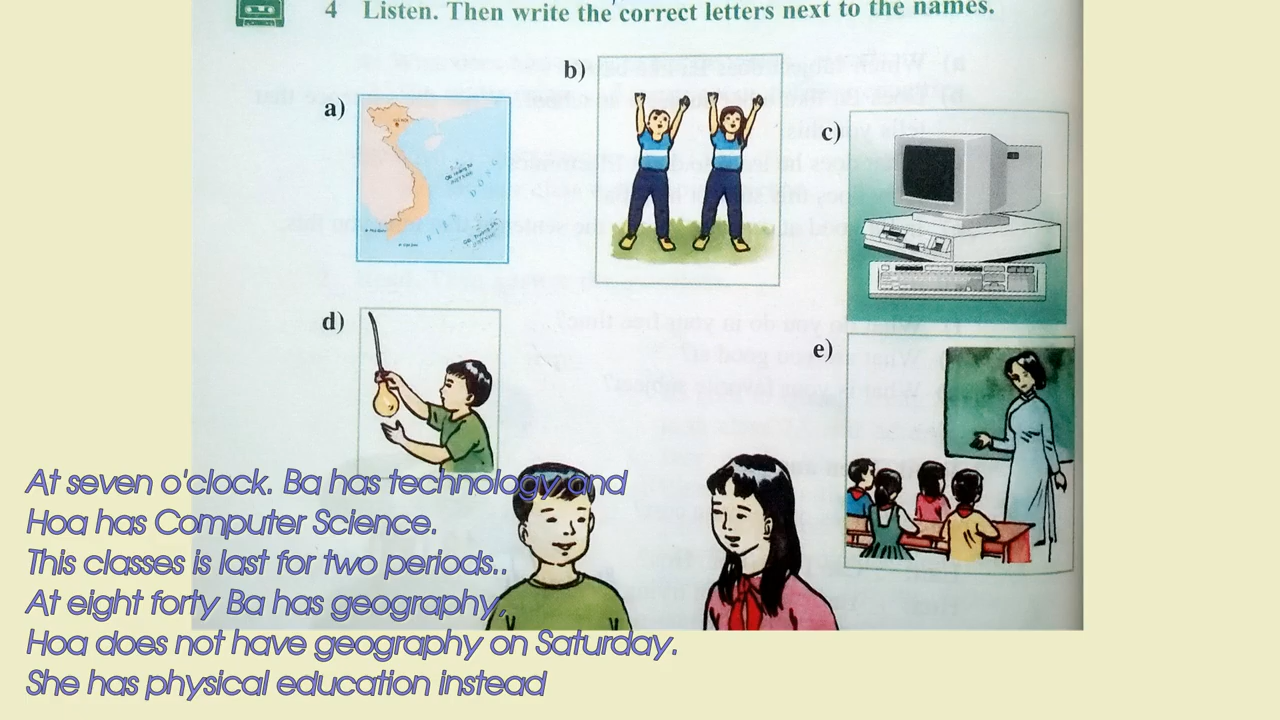 4 Listen. Then write the correct letters next to the names.
b)
a)
c)
d)
e)
At seven o'clock. Ba has technology and
Hoa has Computer Science.
This classes is last for two periods..
At eight forty Ba has geography,
Hoa does not have geography on Saturday.
She has physical education instead